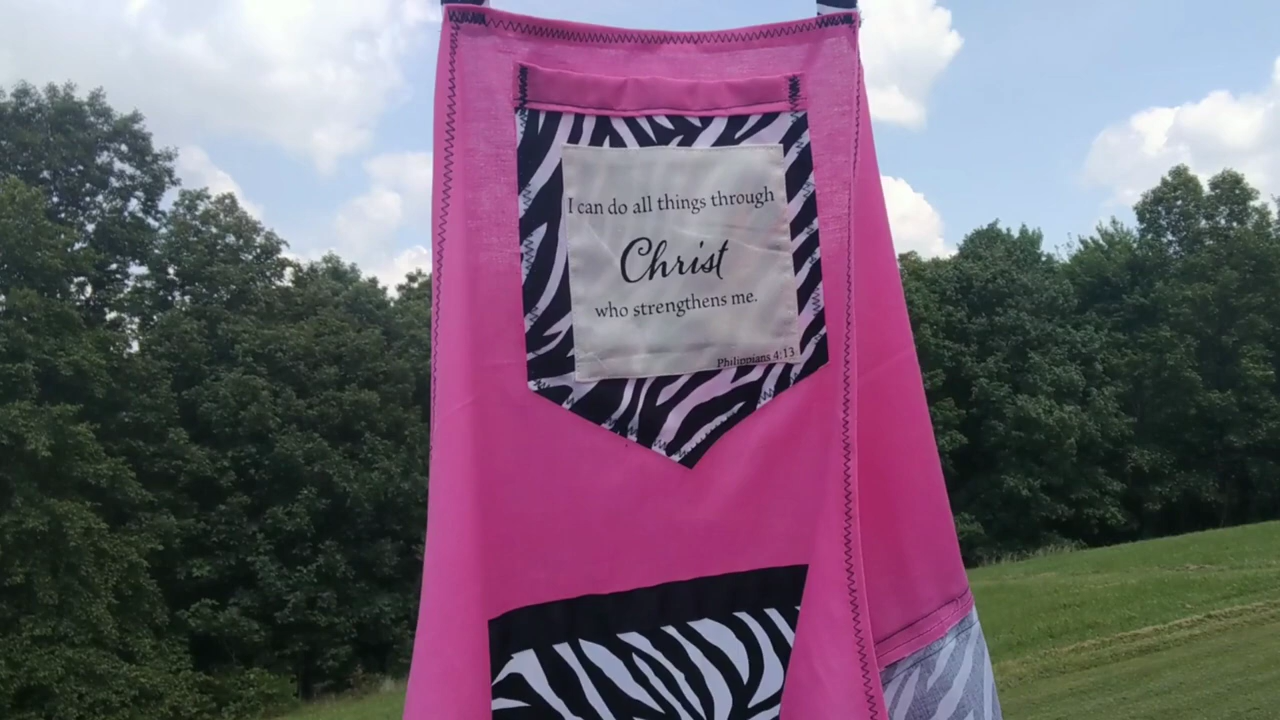 I can do all things through
Christ
who strengthens me.
Philippians 4:13